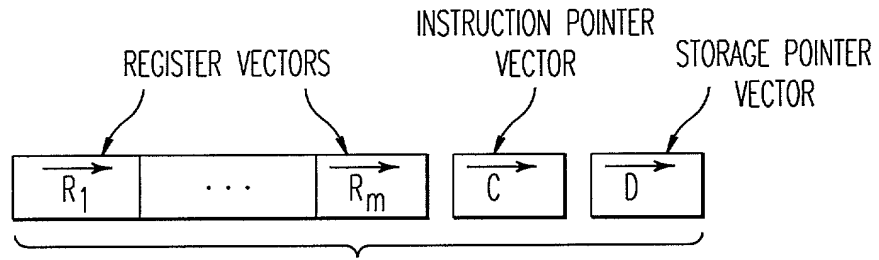 INSTRUCTION POINTER
VECTOR
REGISTER VECTORS
STORAGE POINTER
VECTOR
R1 ... Rm C D